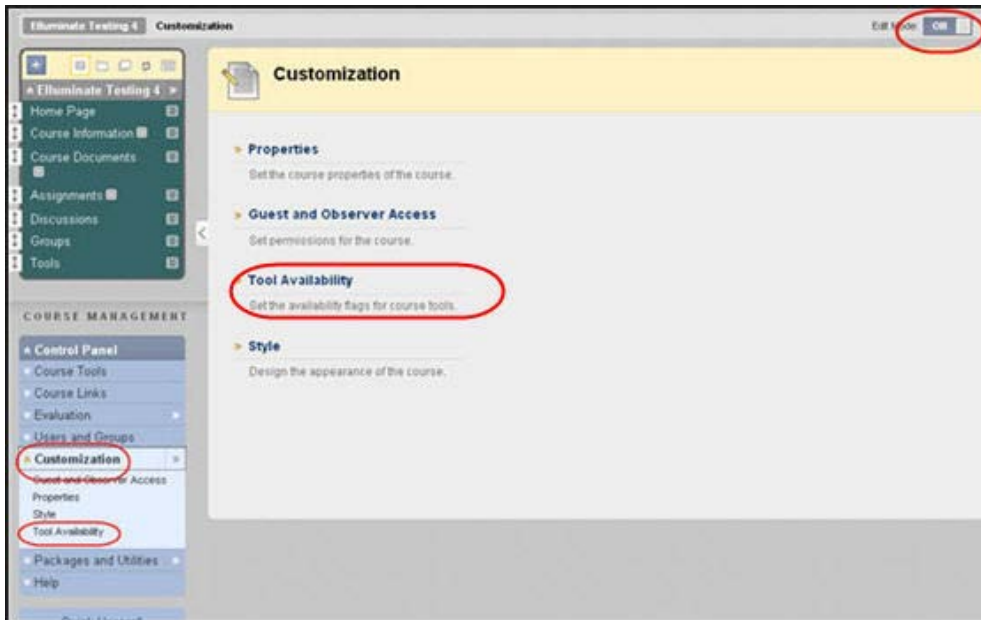 Elluminate Testing 4 Customization
Edit Mode:
Elluminate Testing 4
Home Page
Course Information
Course Documents
Assignments
Discussions
Groups
Tools
COURSE MANAGEMENT
Control Panel
Course Tools
Course Links
Evaluation
Users and Groups
Customization
Guest and Observer Access
Properties
Style
Tool Availability
Packages and Utilities
Help
Customization
Properties
Set the course properties of the course.
Guest and Observer Access
Set permissions for the course.
Tool Availability
Set the availability flags for course tools.
Style
Design the appearance of the course.